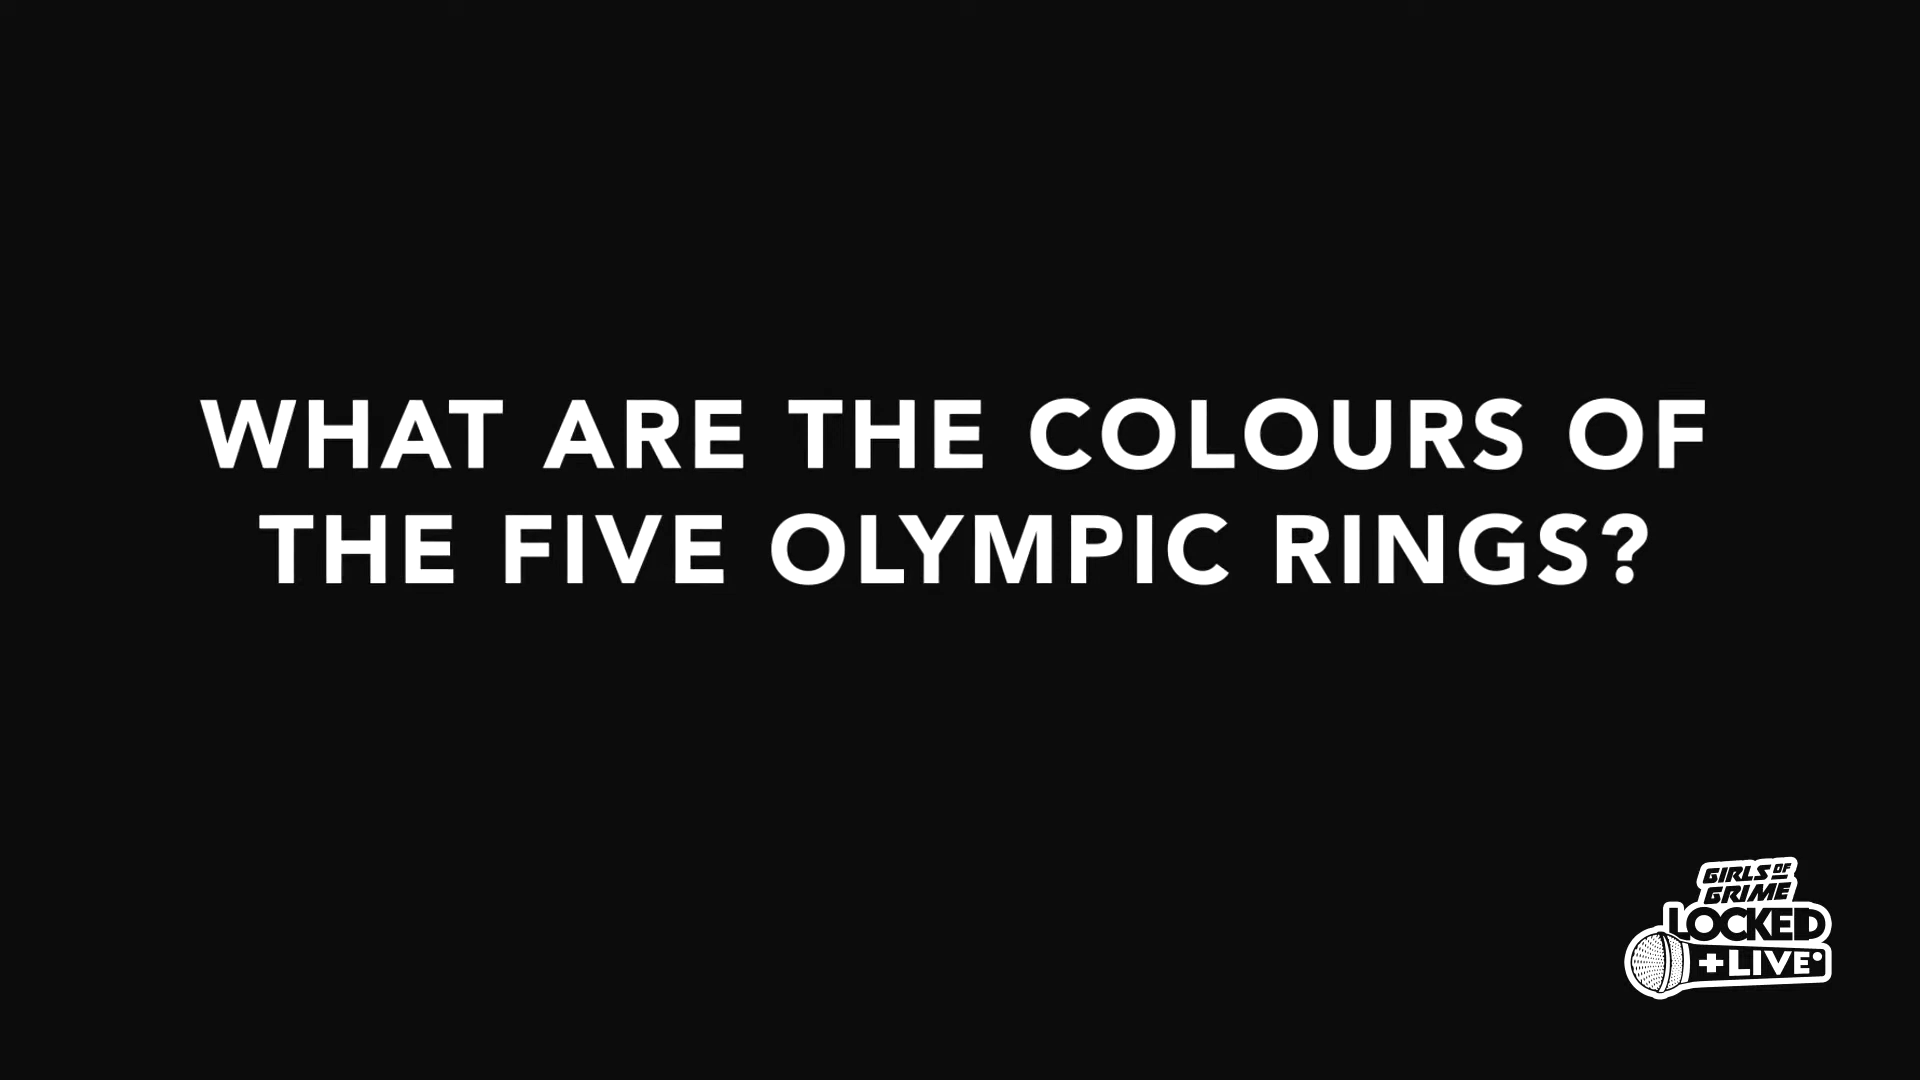 WHAT ARE THE COLOURS OF
THE FIVE OLYMPIC RINGS?
GIRLS OF
GRIME
LOCKED
+LIVE